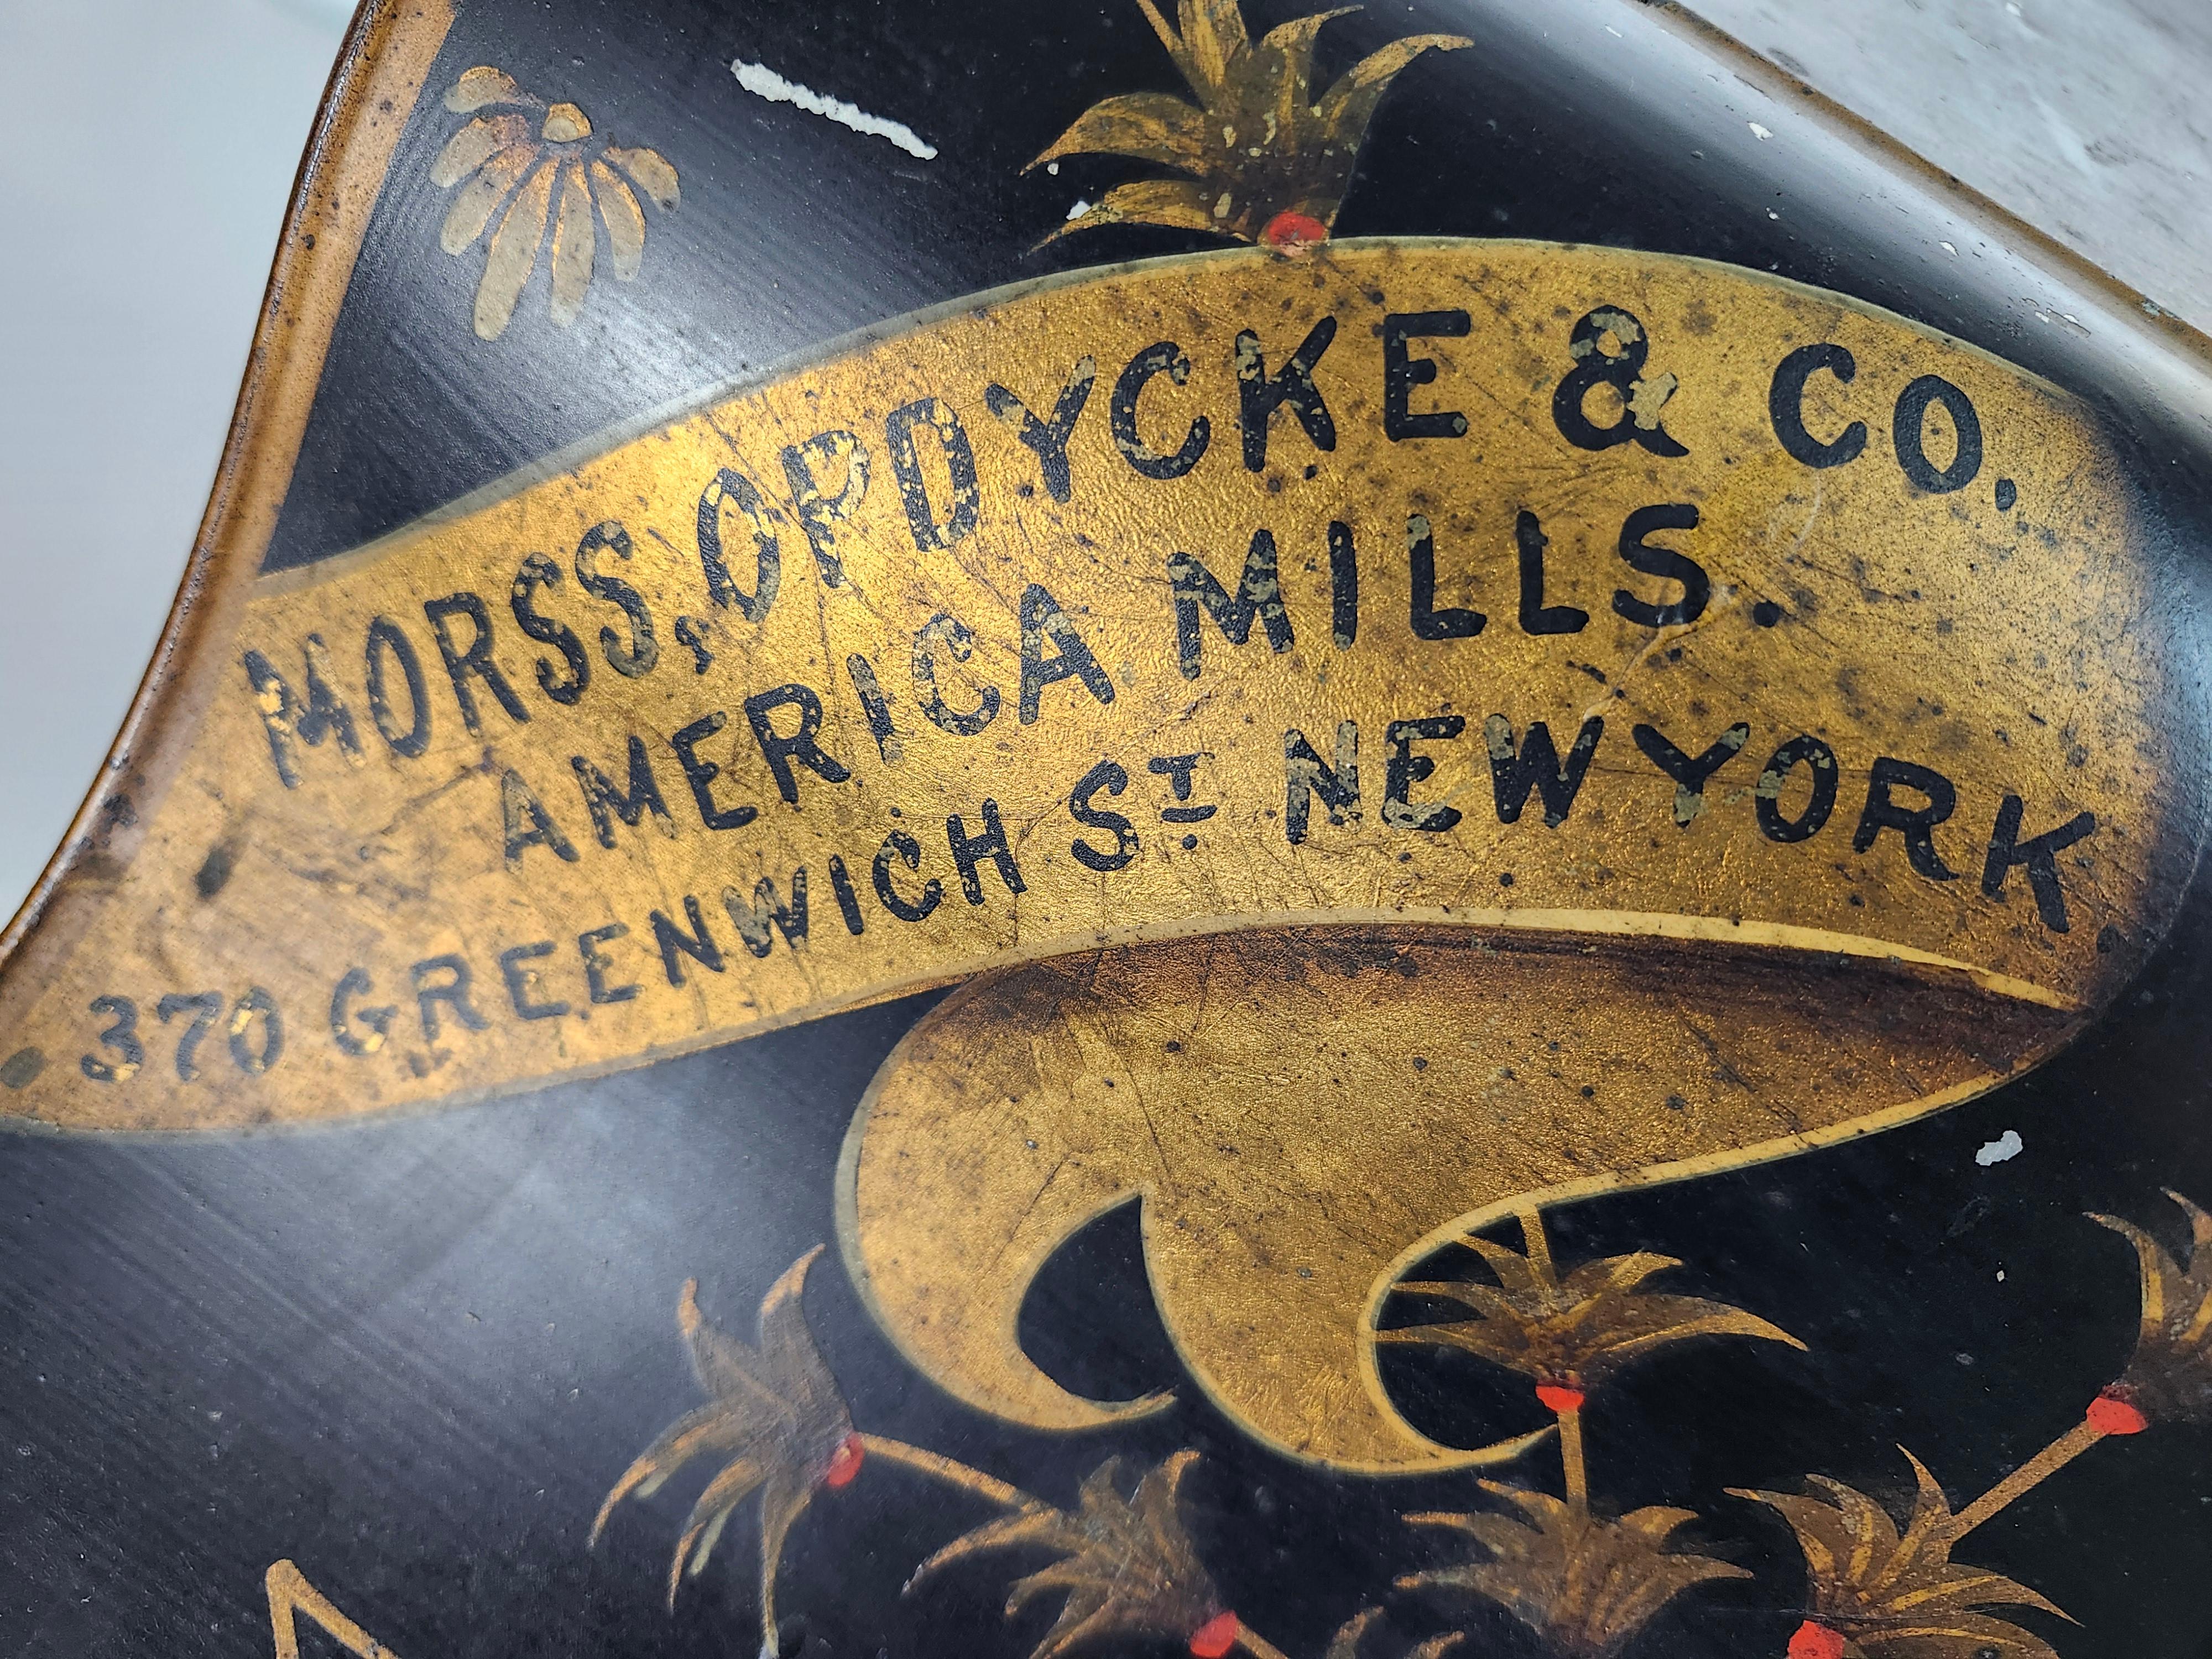 MORSS, OPDYCKE & CO.
AMERICA MILLS.
370 GREENWICH ST NEW YORK